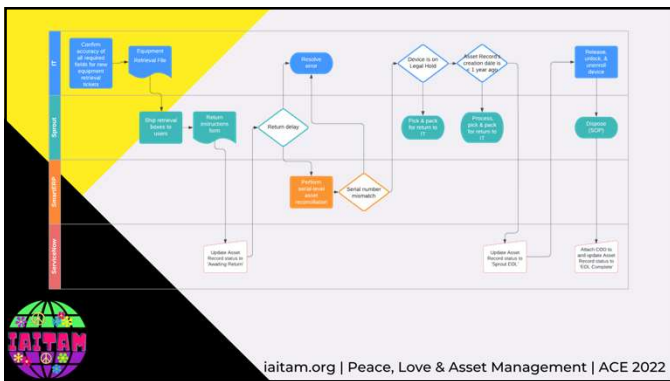 IT
Confirm
accuracy of
all required
fields for new
equipment
retrieval
tickets
Equipment
Retrieval File
Resolve
error
Device is on
Legal Hold
Asset Record's
creation date is
< 1 year ago
Release,
unlock, &
unenroll
device
Sprout
Ship retrieval
boxes to
users
Return
instructions
form
Return delay
Pick & pack
for return to
IT
Process,
pick & pack
for return to
IT
Dispose
(SOP)
Perform
serial-level
asset
reconciliation
Serial number
mismatch
ServiceNow
Update Asset
Record status to
'Awaiting Return'
Update Asset
Record status to
'Sprout EOL'
Attach COD to
and update Asset
Record status to
'EOL Complete'
IAITAM
iaitam.org | Peace, Love & Asset Management | ACE 2022